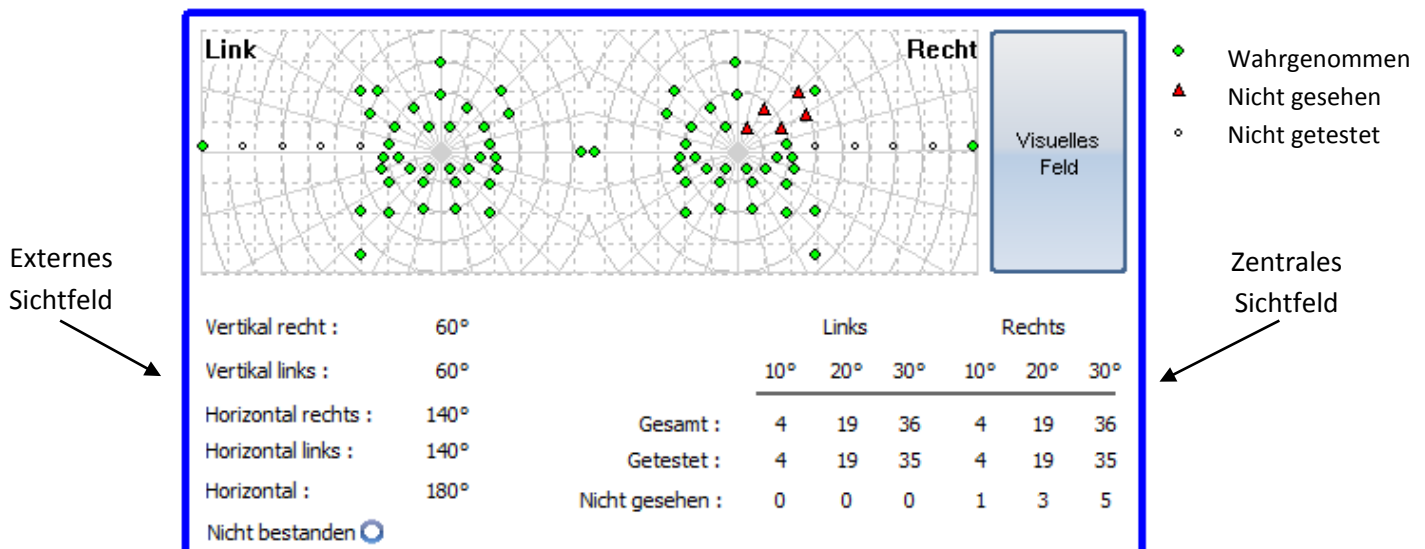 Link
Recht
Visuelles
Feld
Wahrgenommen
Nicht gesehen
Nicht getestet
Externes
Sichtfeld
Zentrales
Sichtfeld
Vertikal recht : 60°
Vertikal links : 60°
Horizontal rechts : 140°
Horizontal links : 140°
Horizontal : 180°
Nicht bestanden
Links Rechts
10° 20° 30° 10° 20° 30°
Gesamt : 4 19 36 4 19 36
Getestet : 4 19 35 4 19 35
Nicht gesehen : 0 0 0 1 3 5